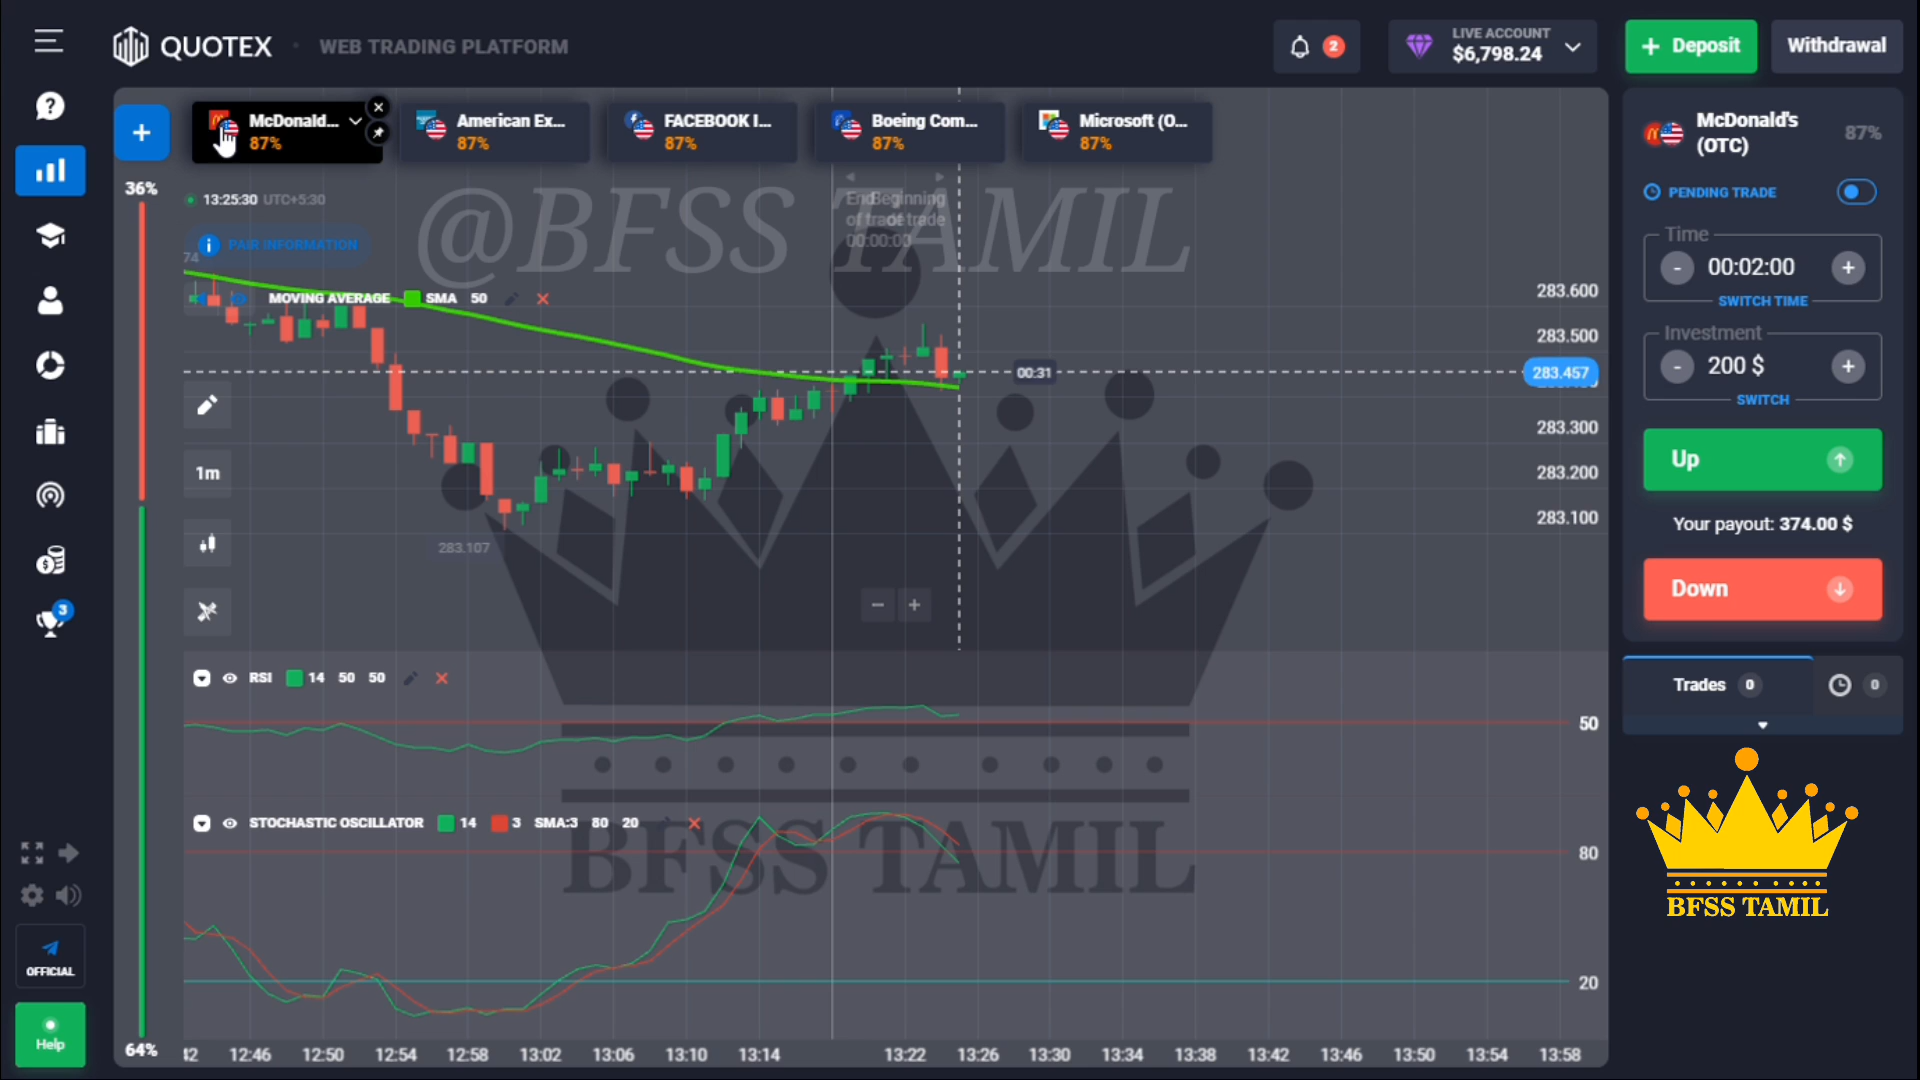 QUOTEX
WEB TRADING PLATFORM
2
LIVE ACCOUNT
$6,798.24
+ Deposit
Withdrawal
McDonald...
87%
American Ex...
87%
FACEBOOK I...
87%
Boeing Com...
87%
Microsoft (O...
87%
McDonald's
(OTC)
87%
36%
13:25:30 UTC+5:30
@BFSS TAMIL
PAIR INFORMATION
74
MOVING AVERAGE SMA 50
PENDING TRADE
Time
- 00:02:00 +
SWITCH TIME
Investment
- 200 $ +
SWITCH
Up
Your payout: 374.00 $
Down
Trades 0
0
283.600
283.500
00:31
283.457
283.300
283.200
283.100
1m
283.107
RSI 14 50 50
50
STOCHASTIC OSCILLATOR 14 3 SMA:3 80 20
80
20
BFSS TAMIL
BFSS TAMIL
3
OFFICIAL
Help
64%
42 12:46 12:50 12:54 12:58 13:02 13:06 13:10 13:14 13:22 13:26 13:30 13:34 13:38 13:42 13:46 13:50 13:54 13:58